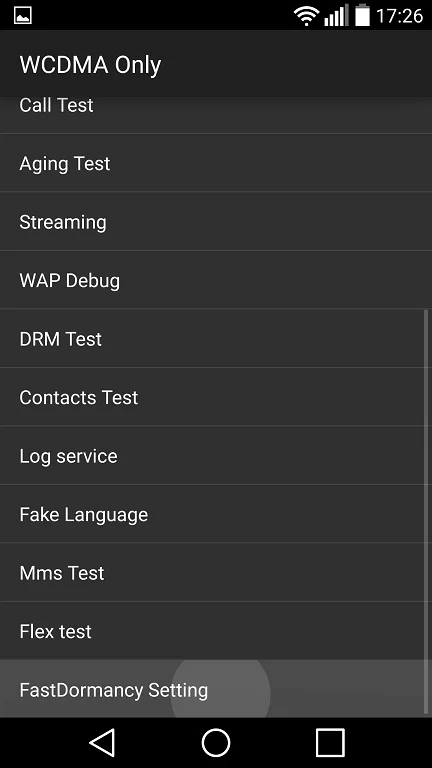 17:26
WCDMA Only
Call Test
Aging Test
Streaming
WAP Debug
DRM Test
Contacts Test
Log service
Fake Language
Mms Test
Flex test
FastDormancy Setting